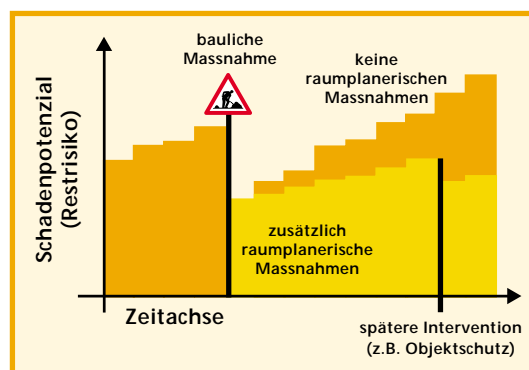 bauliche
Massnahme
keine
raumplanerischen
Massnahmen
Schadenpotenzial
(Restrisiko)
zusätzlich
raumplanerische
Massnahmen
Zeitachse
spätere Intervention
(z.B. Objektschutz)